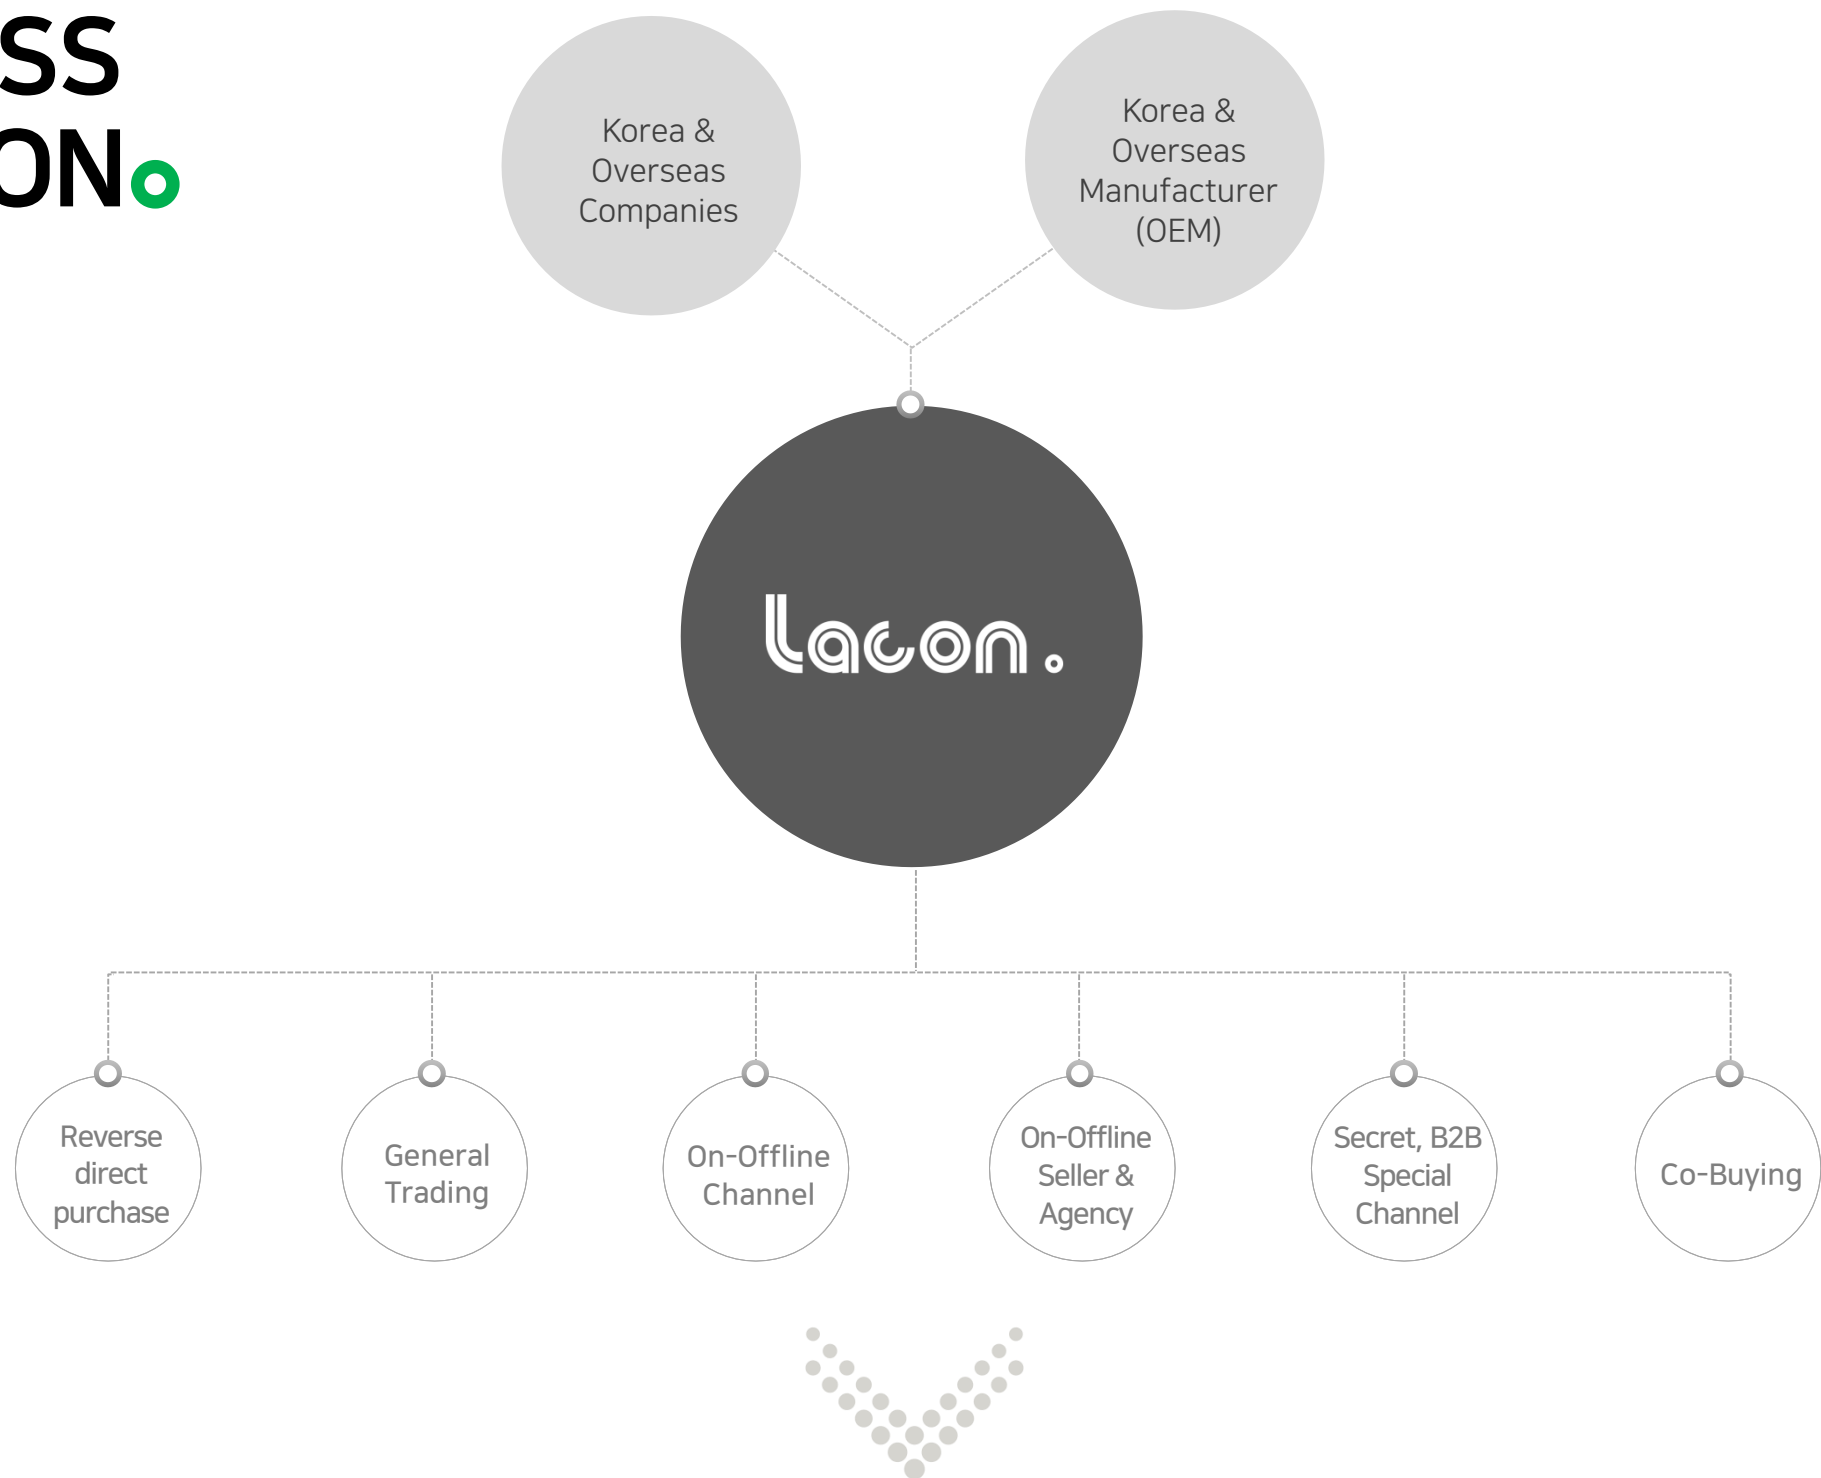 SS
ON
Korea &
Overseas
Companies
Korea &
Overseas
Manufacturer
(OEM)
Lacon.
Reverse
direct
purchase
General
Trading
On-Offline
Channel
On-Offline
Seller &
Agency
Secret, B2B
Special
Channel
Co-Buying